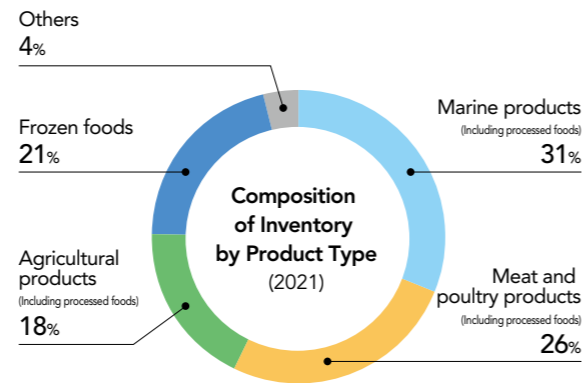 Others
4%
Frozen foods
21%
Agricultural
products
(Including processed foods)
18%
Composition
of Inventory
by Product Type
(2021)
Marine products
(Including processed foods)
31%
Meat and
poultry products
(Including processed foods)
26%